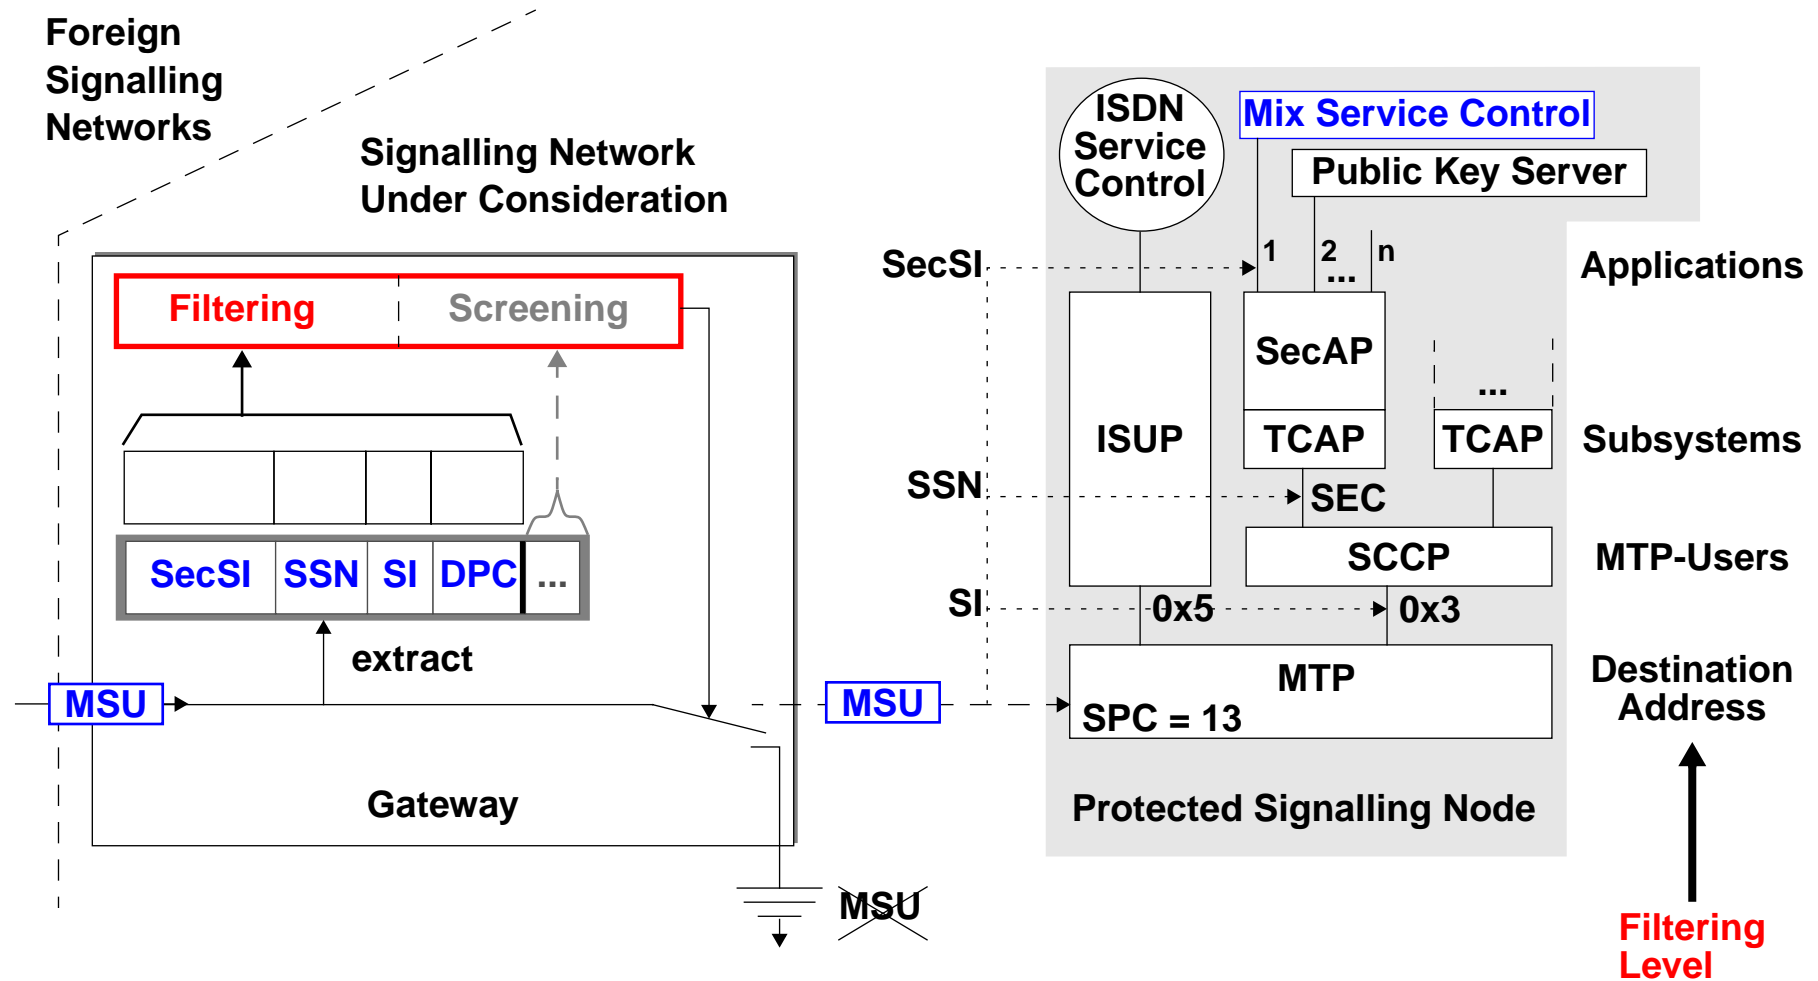 Foreign
Signalling
Networks
Signalling Network
Under Consideration
Filtering
Screening
SecSI
SSN
SI
DPC
...
extract
MSU
Gateway
MSU
MSU
SecSI
SSN
SI
ISDN
Service
Control
Mix Service Control
Public Key Server
1
2
...
n
SecAP
...
ISUP
TCAP
TCAP
SEC
SCCP
0x5
0x3
MTP
SPC = 13
Protected Signalling Node
Applications
Subsystems
MTP-Users
Destination
Address
Filtering
Level